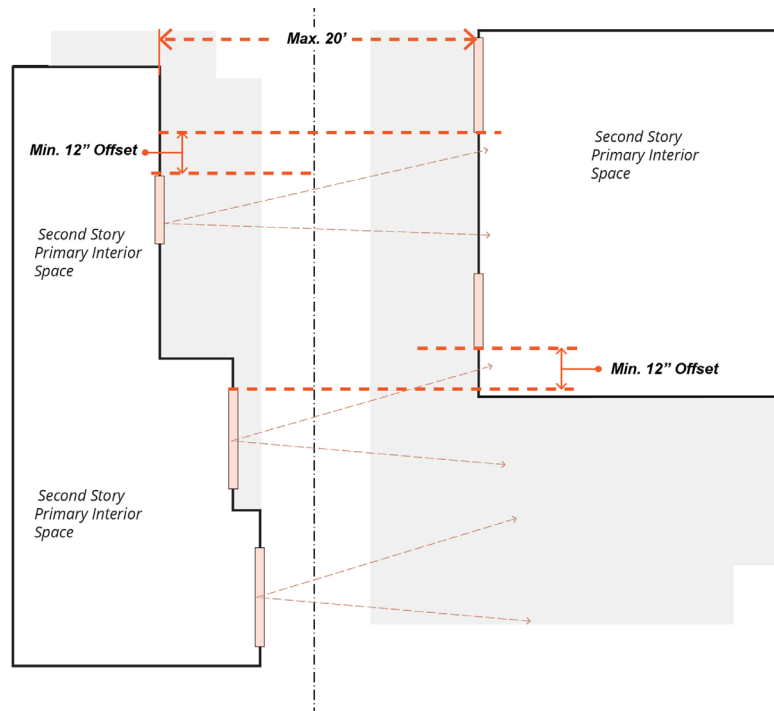 Max. 20’
Min. 12” Offset
Second Story
Primary Interior
Space
Second Story
Primary Interior
Space
Min. 12” Offset
Second Story
Primary Interior
Space